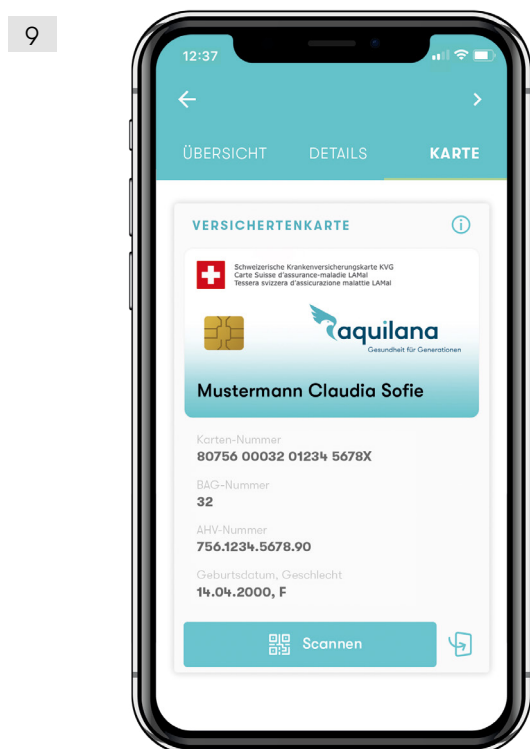 9
12:37
ÜBERSICHT DETAILS KARTE
VERSICHERTENKARTE
Schweizerische Krankenversicherungskarte KVG
Carte Suisse d'assurance-maladie LAMal
Tessera svizzera d'assicurazione malattie LAMal
aquilana
Gesundheit für Generationen
Mustermann Claudia Sofie
Karten-Nummer
80756 00032 01234 5678X
BAG-Nummer
32
AHV-Nummer
756.1234.5678.90
Geburtsdatum, Geschlecht
14.04.2000, F
Scannen